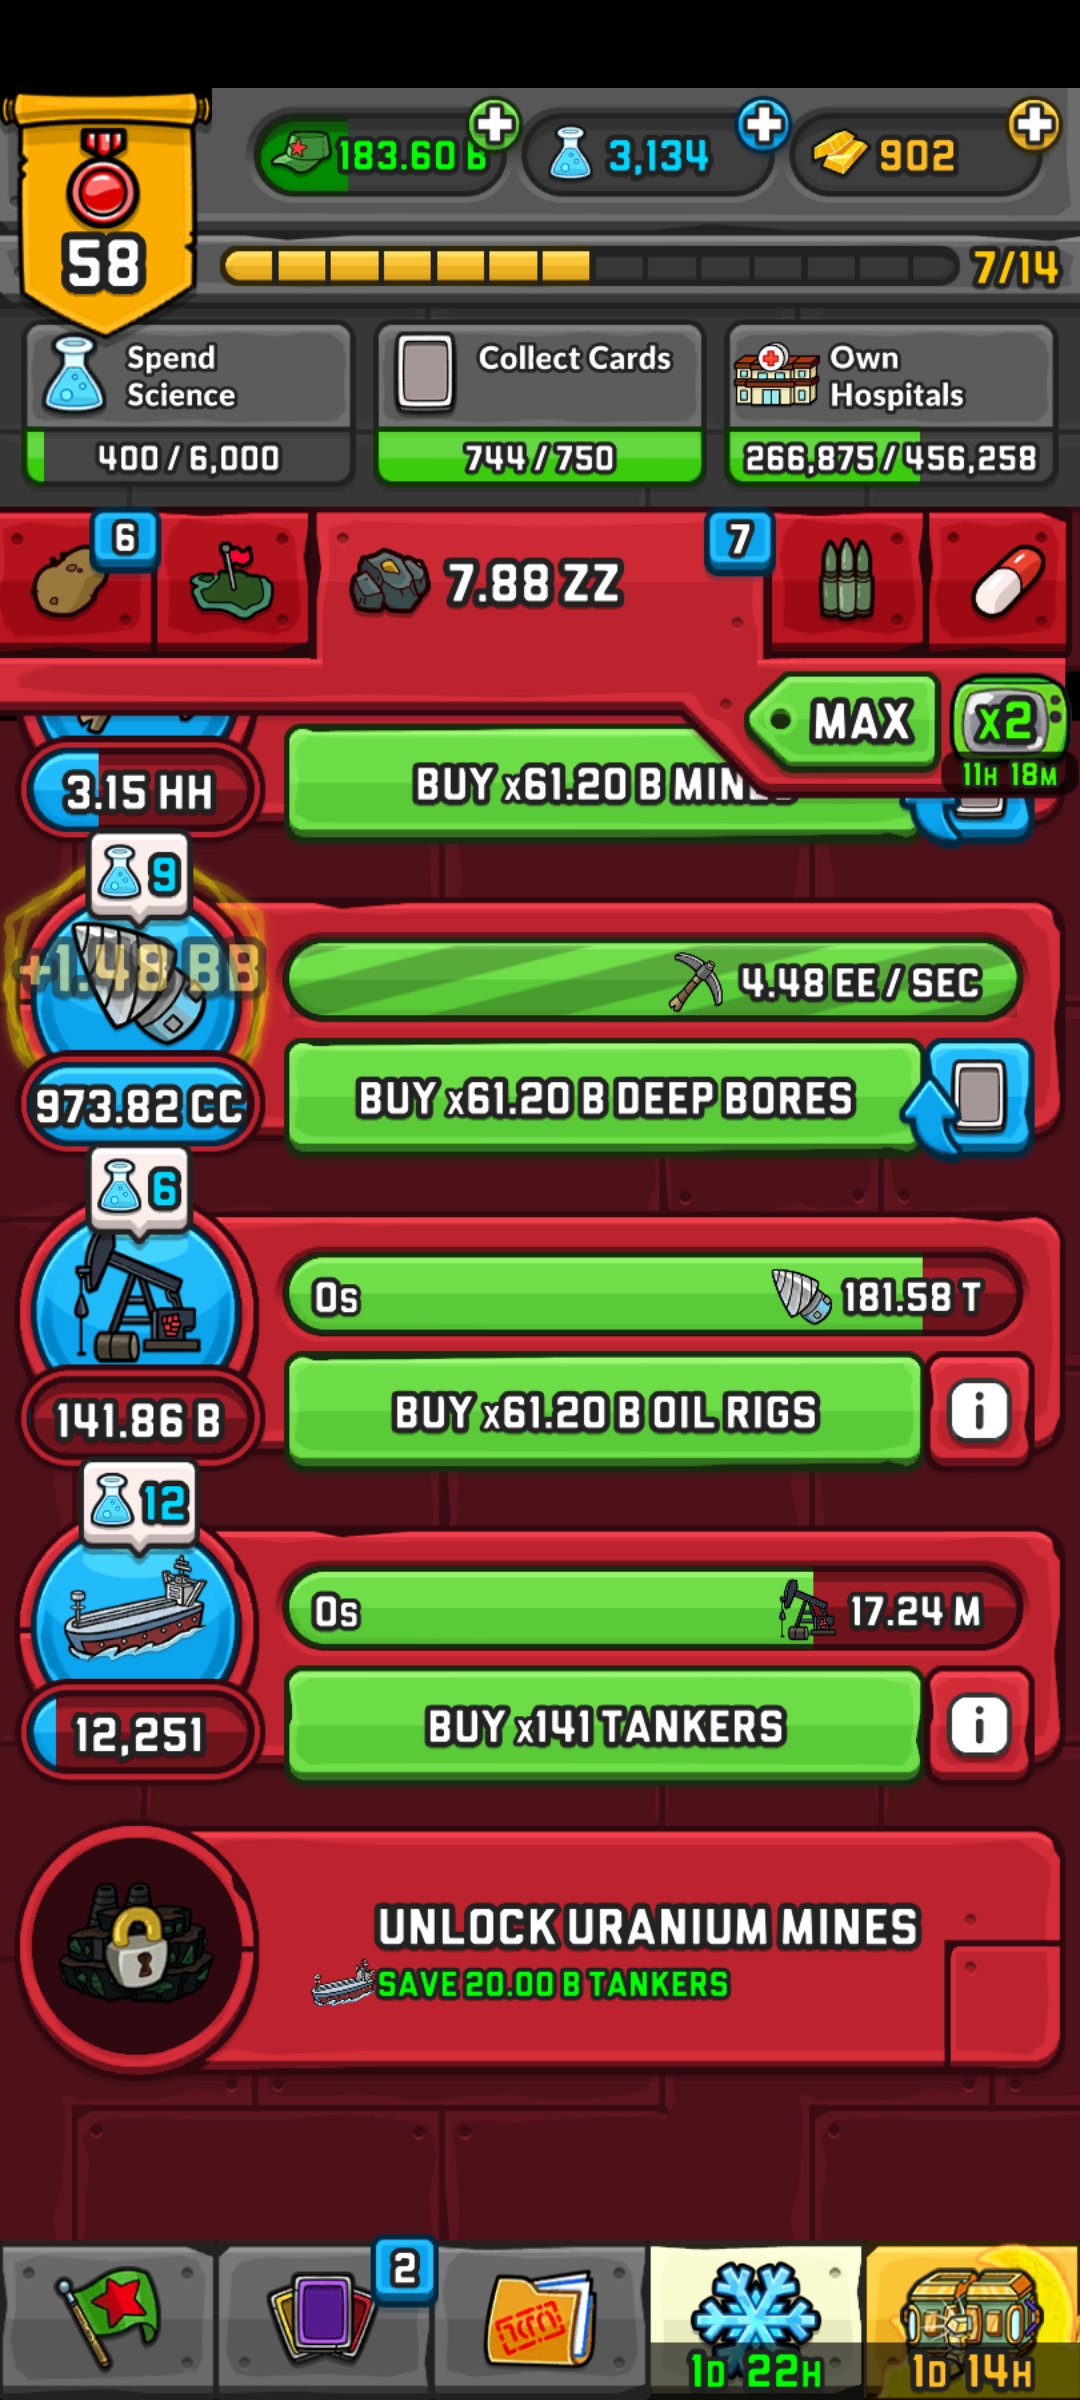 183.60 B
3,134
902
58
7/14
Spend
Science
400 / 6,000
Collect Cards
744 / 750
Own
Hospitals
266,875 / 456,258
6
7.88 ZZ
7
MAX
x2
11H 18M
3.15 HH
BUY x61.20 B
9
+1.48 BB
4.48 EE / SEC
973.82 CC
BUY x61.20 B DEEP BORES
6
0s
181.58 T
141.86 B
BUY x61.20 B OIL RIGS
i
12
0s
17.24 M
12,251
BUY x141 TANKERS
i
UNLOCK URANIUM MINES
SAVE 20.00 B TANKERS
2
1D 22H
1D 14H